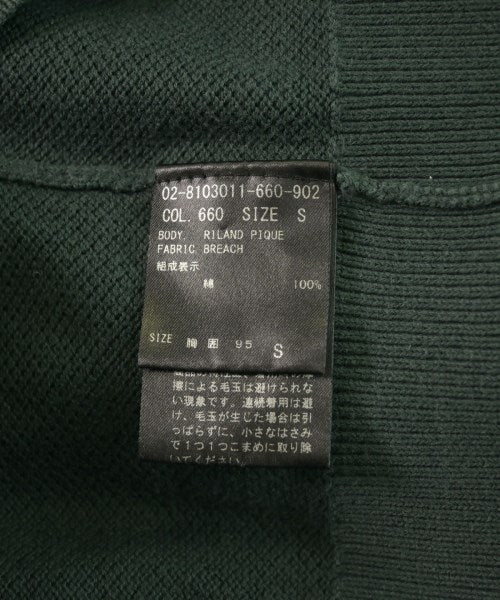 02-8103011-660-902
COL. 660 SIZE S
BODY. RILAND PIQUE
FABRIC BREACH
組成表示
綿 100%
SIZE 胸囲 95 S
擦による毛玉は避けられな
い現象です。連続着用は避
け、毛玉が生じた場合は引
っぱらずに、小さなはさみ
で1つ1つこまめに取り除
いてください。